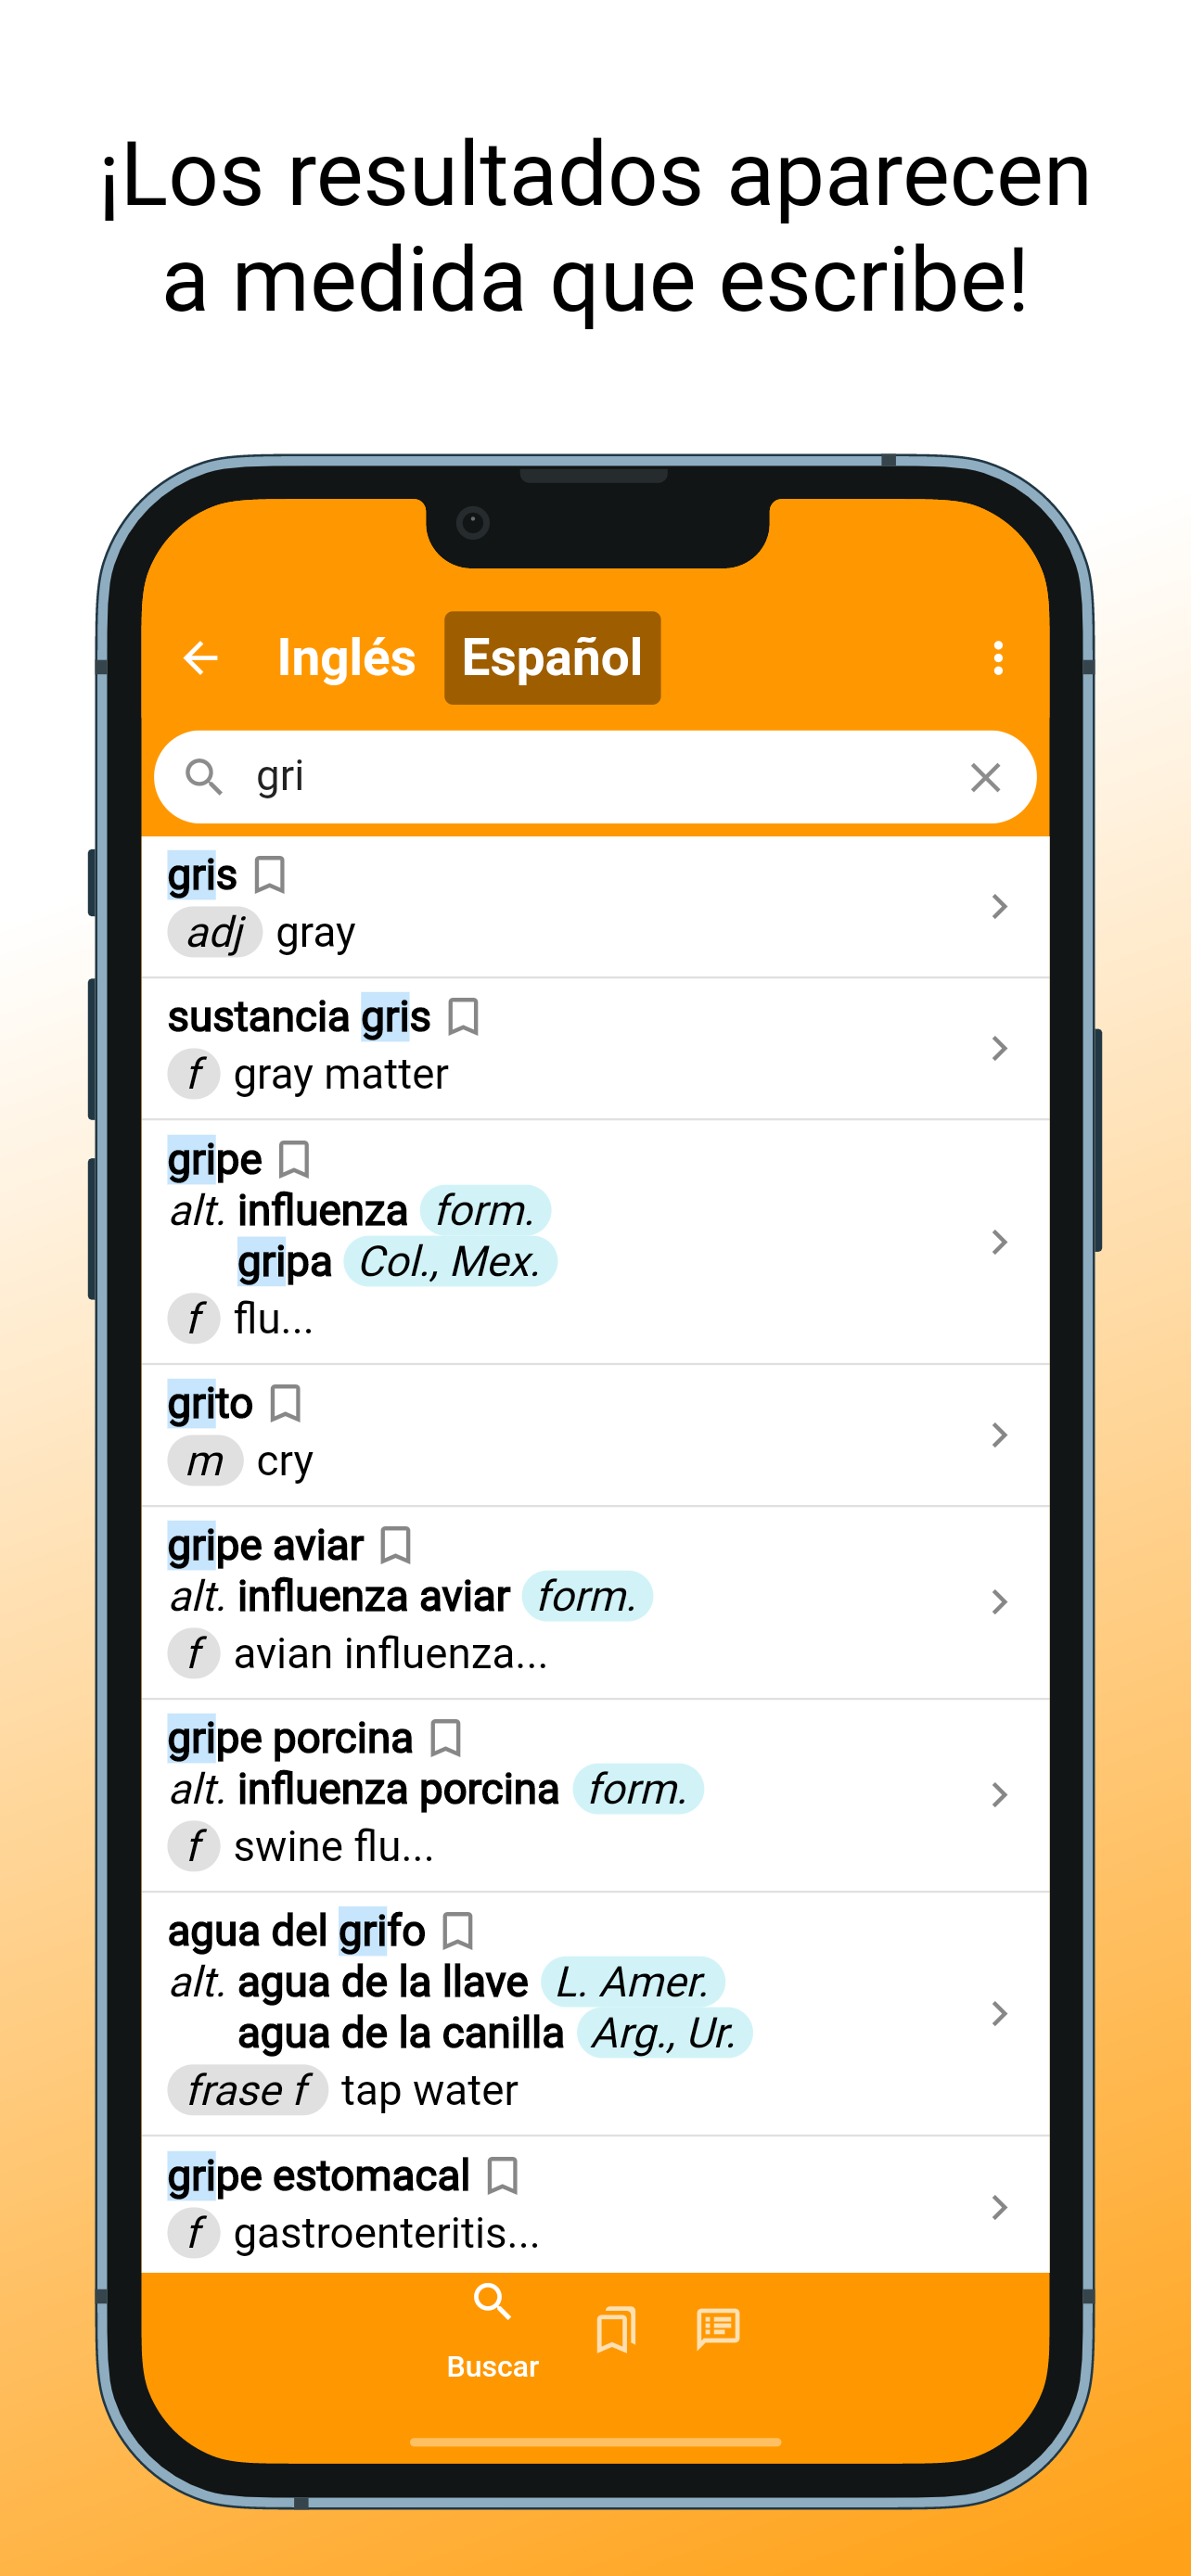 ¡Los resultados aparecen
a medida que escribe!
Inglés Español
gri
gris
adj gray
sustancia gris
f gray matter
gripe
alt. influenza form.
gripa Col., Mex.
f flu...
grito
m cry
gripe aviar
alt. influenza aviar form.
f avian influenza...
gripe porcina
alt. influenza porcina form.
f swine flu...
agua del grifo
alt. agua de la llave L. Amer.
agua de la canilla Arg., Ur.
frase f tap water
gripe estomacal
f gastroenteritis...
Buscar